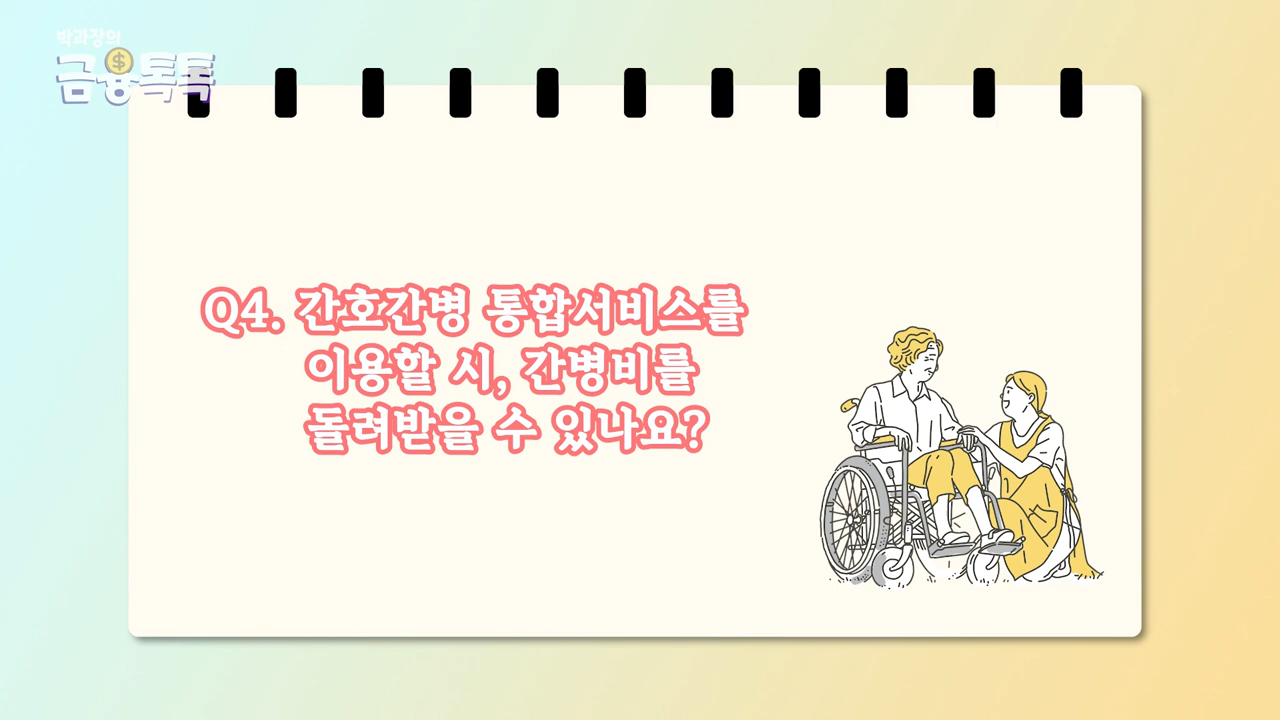 박과장의
금융톡톡
Q4. 간호간병 통합서비스를
이용할 시, 간병비를
돌려받을 수 있나요?